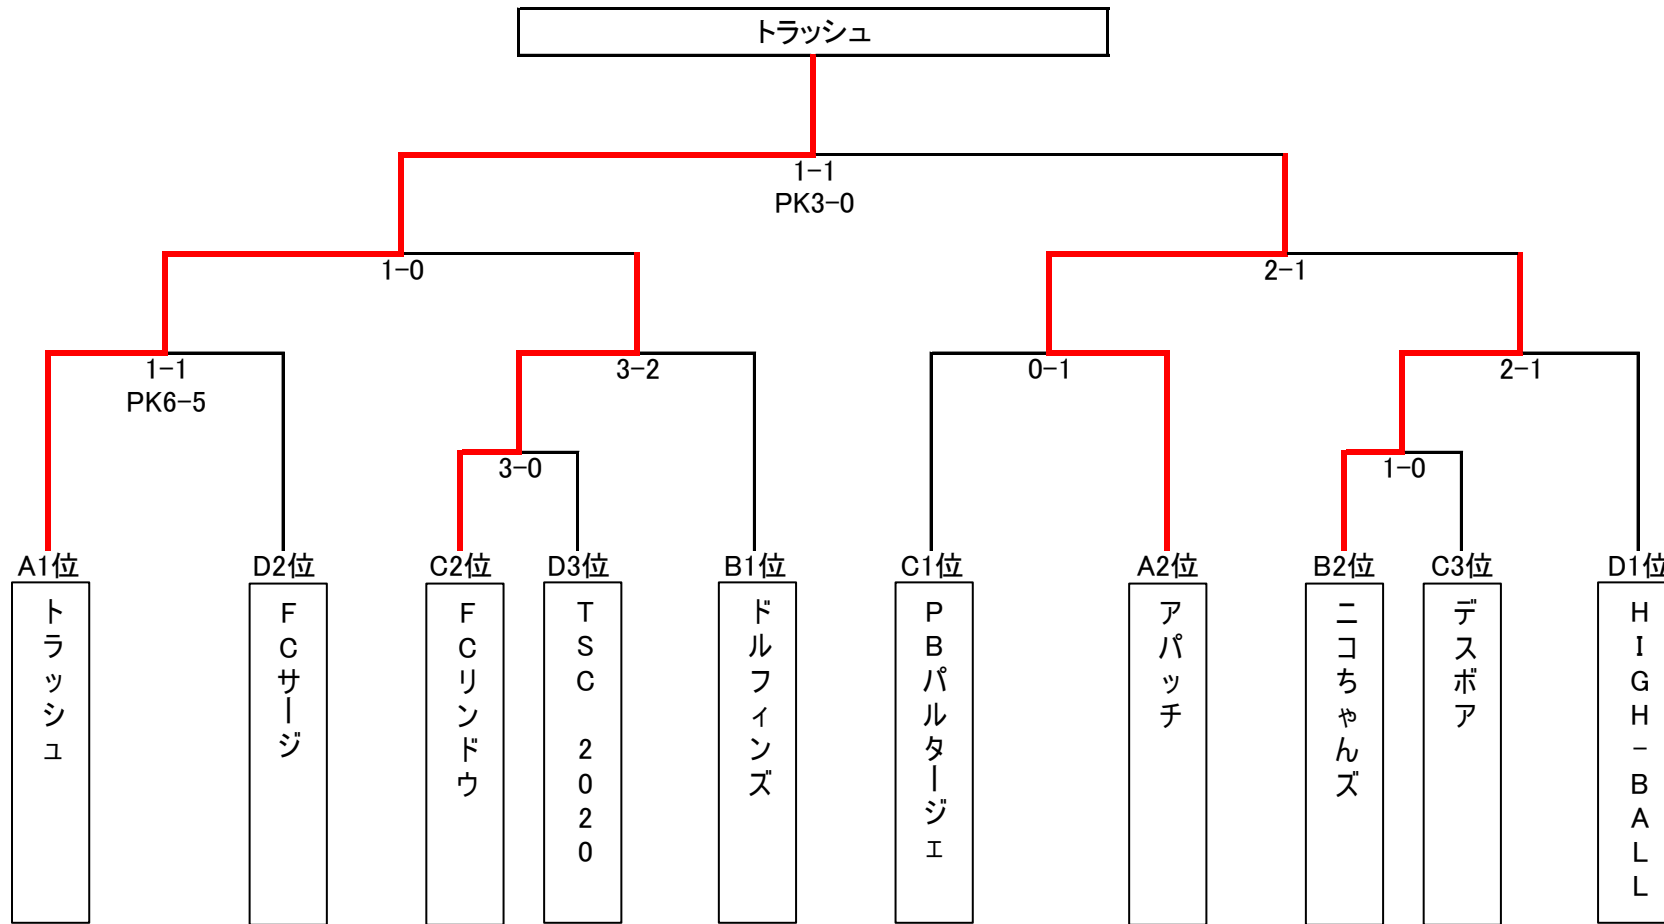 トラッシュ
1-1
PK3-0
1-0
2-1
1-1
PK6-5
3-2
0-1
2-1
3-0
1-0
A1位
D2位
C2位
D3位
B1位
C1位
A2位
B2位
C3位
D1位
トラッシュ
FCサージ
FCリンドウ
TSC 2020
ドルフィンズ
PBパルタージェ
アパッチ
ニコちゃんズ
デスボア
HIGH-BALL